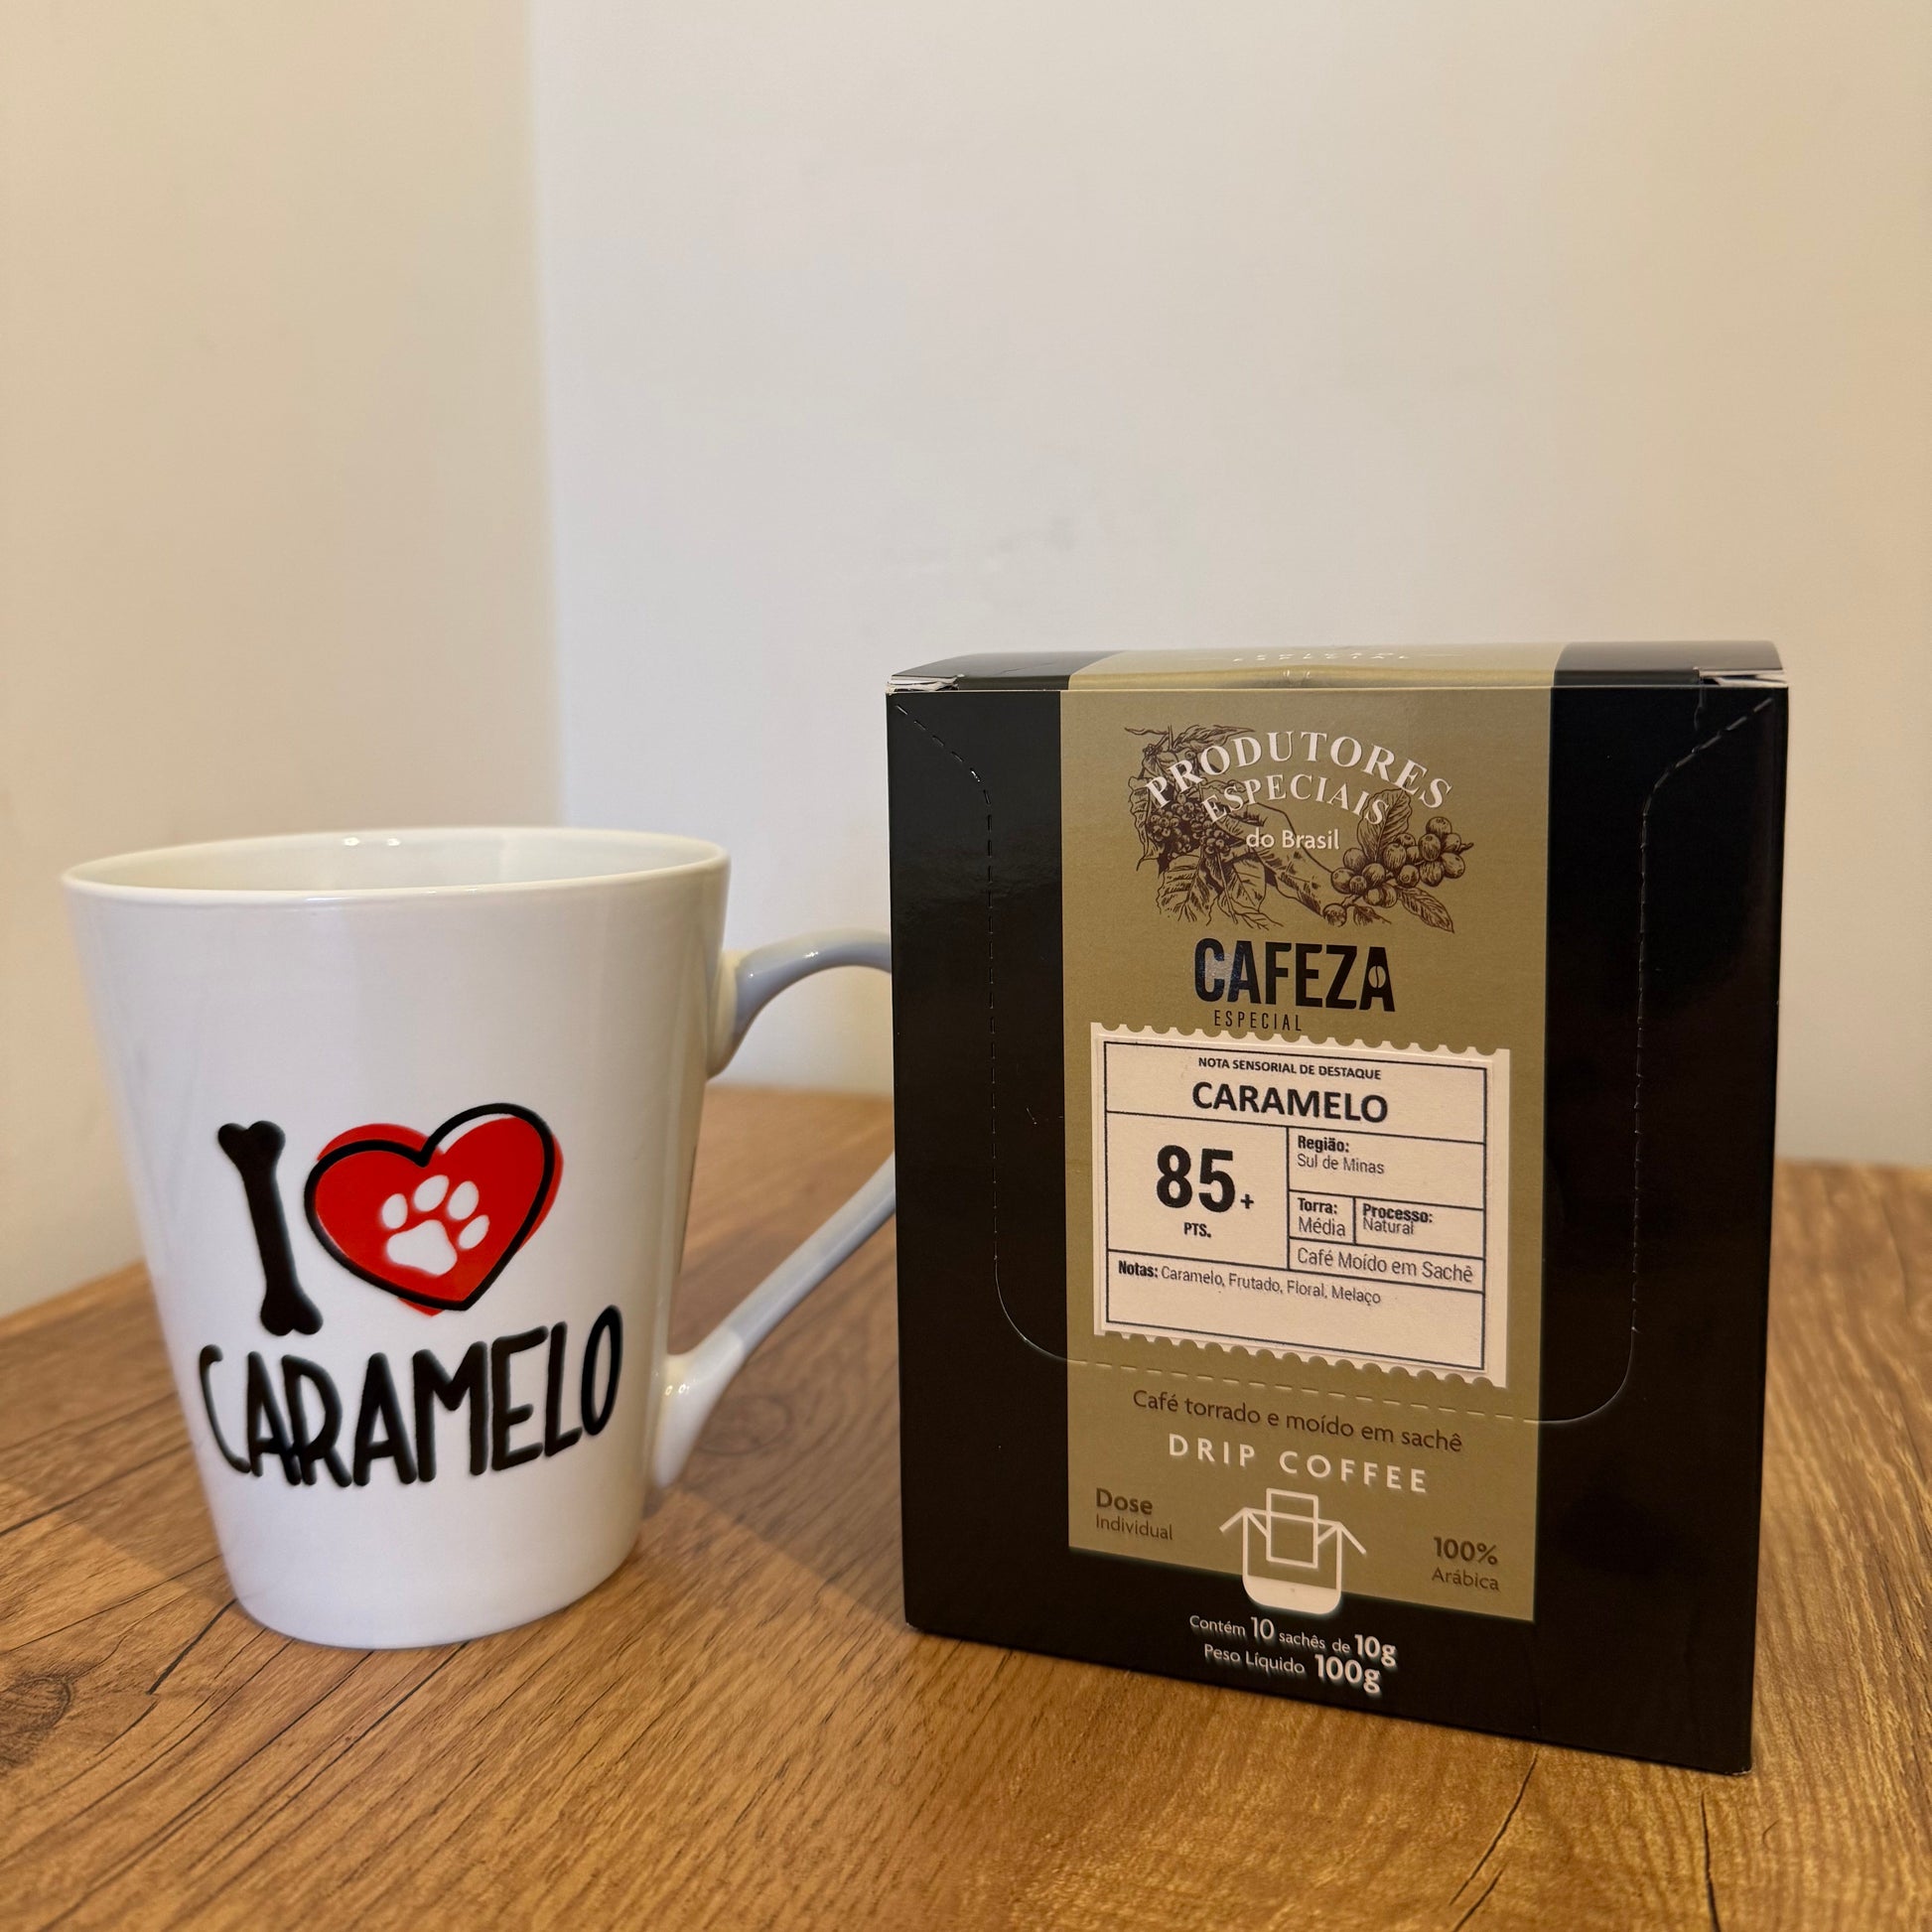 I
CARAMELO
ESPECIAL
PRODUTORES
ESPECIAIS
do Brasil
CAFEZA
ESPECIAL
NOTA SENSORIAL DE DESTAQUE
CARAMELO
85+
PTS.
Região:
Sul de Minas
Torra:
Média
Processo:
Natural
Café Moído em Sachê
Notas: Caramelo, Frutado, Floral, Melaço
Café torrado e moído em sachê
DRIP COFFEE
Dose
Individual
100%
Arábica
Contém 10 sachês de 10g
Peso Líquido 100g